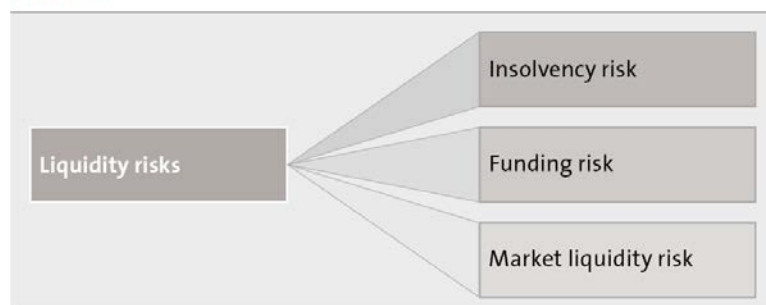 Liquidity risks
Insolvency risk
Funding risk
Market liquidity risk